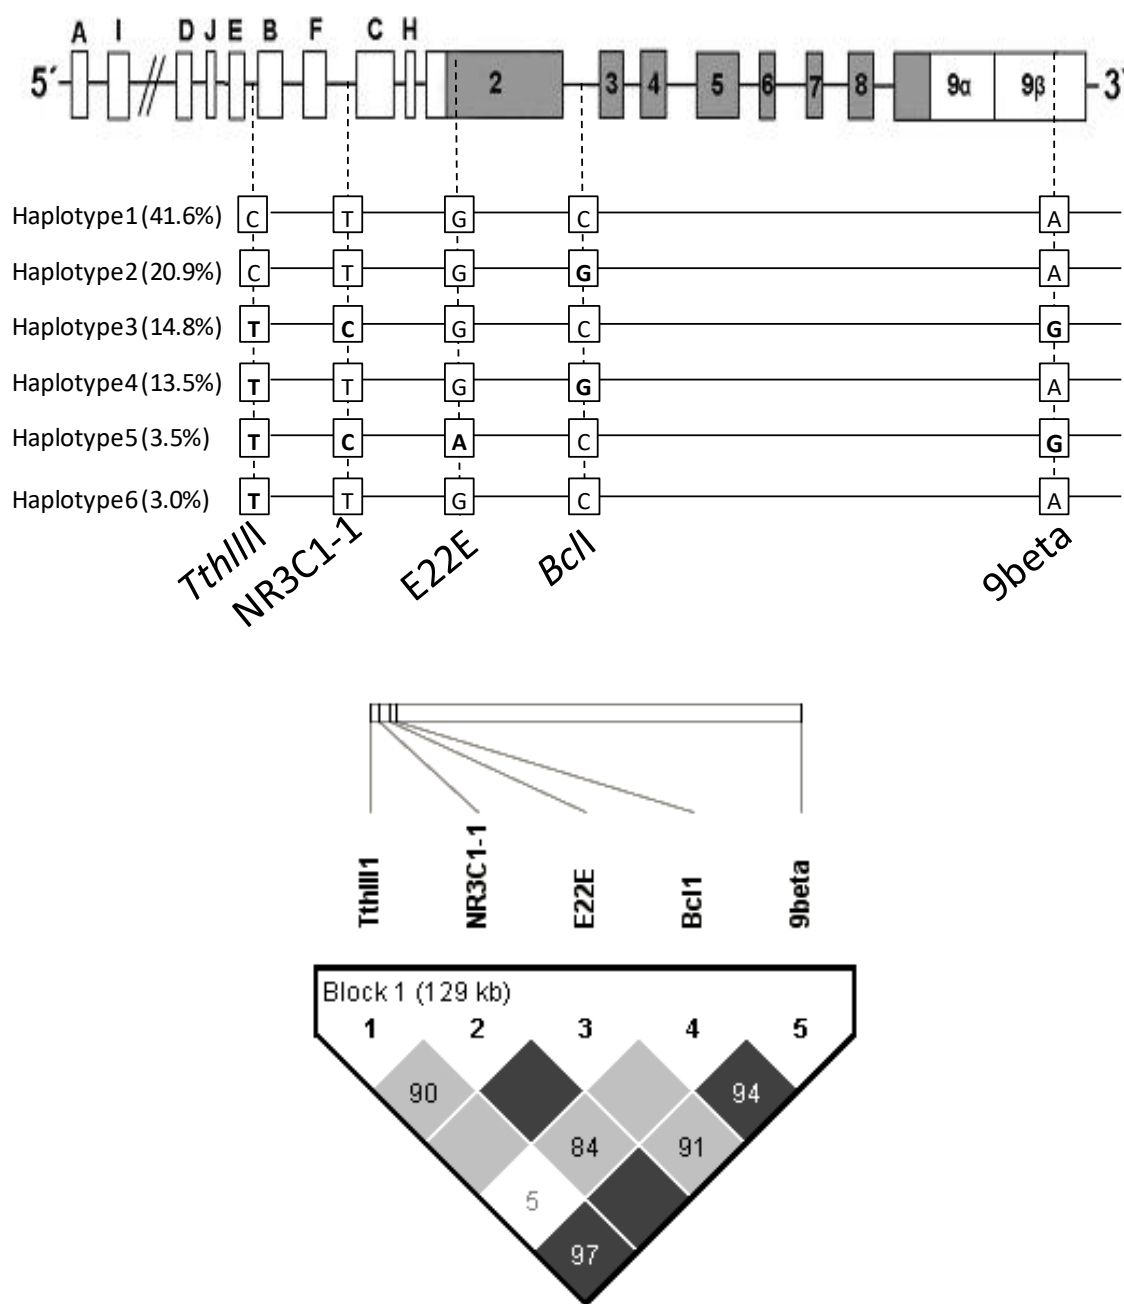 A I D J E B F C H
5´ 2 3 4 5 6 7 8 9α 9β 3'
Haplotype1 (41.6%) C T G C A
Haplotype2 (20.9%) C T G G A
Haplotype3 (14.8%) T C G C G
Haplotype4 (13.5%) T T G G A
Haplotype5 (3.5%) T C A C G
Haplotype6 (3.0%) T T G C A
TthIIII NR3C1-1 E22E BclI 9beta
TthIII1 NR3C1-1 E22E Bcl1 9beta
Block 1 (129 kb)
1 2 3 4 5
90 94
84 91
5
97